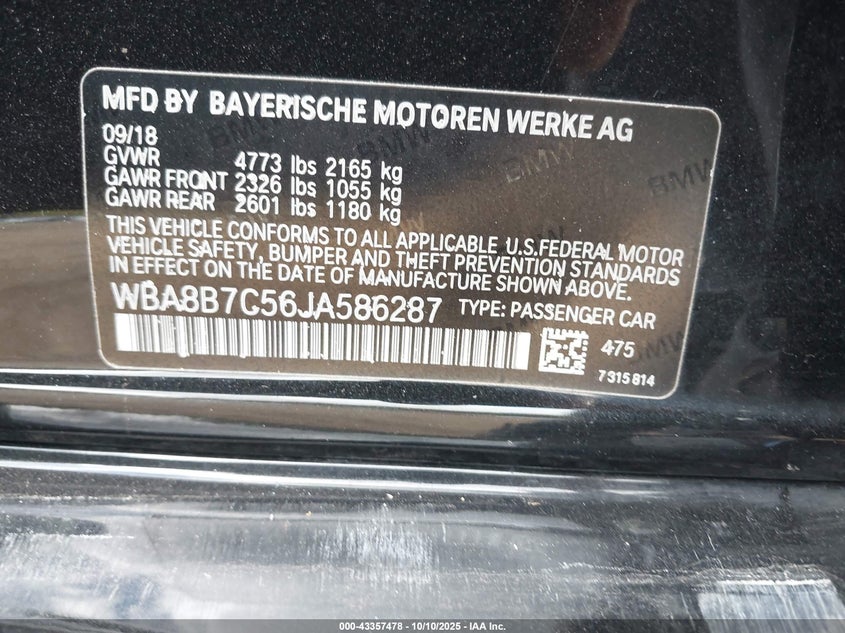 MFD BY BAYERISCHE MOTOREN WERKE AG
09/18
GVWR 4773 lbs 2165 kg
GAWR FRONT 2326 lbs 1055 kg
GAWR REAR 2601 lbs 1180 kg
THIS VEHICLE CONFORMS TO ALL APPLICABLE U.S.FEDERAL MOTOR
VEHICLE SAFETY, BUMPER AND THEFT PREVENTION STANDARDS
IN EFFECT ON THE DATE OF MANUFACTURE SHOWN ABOVE.
WBA8B7C56JA586287 TYPE: PASSENGER CAR
475
7315814
BMW
BMW
BMW
000-43357478 - 10/10/2025 - IAA Inc.